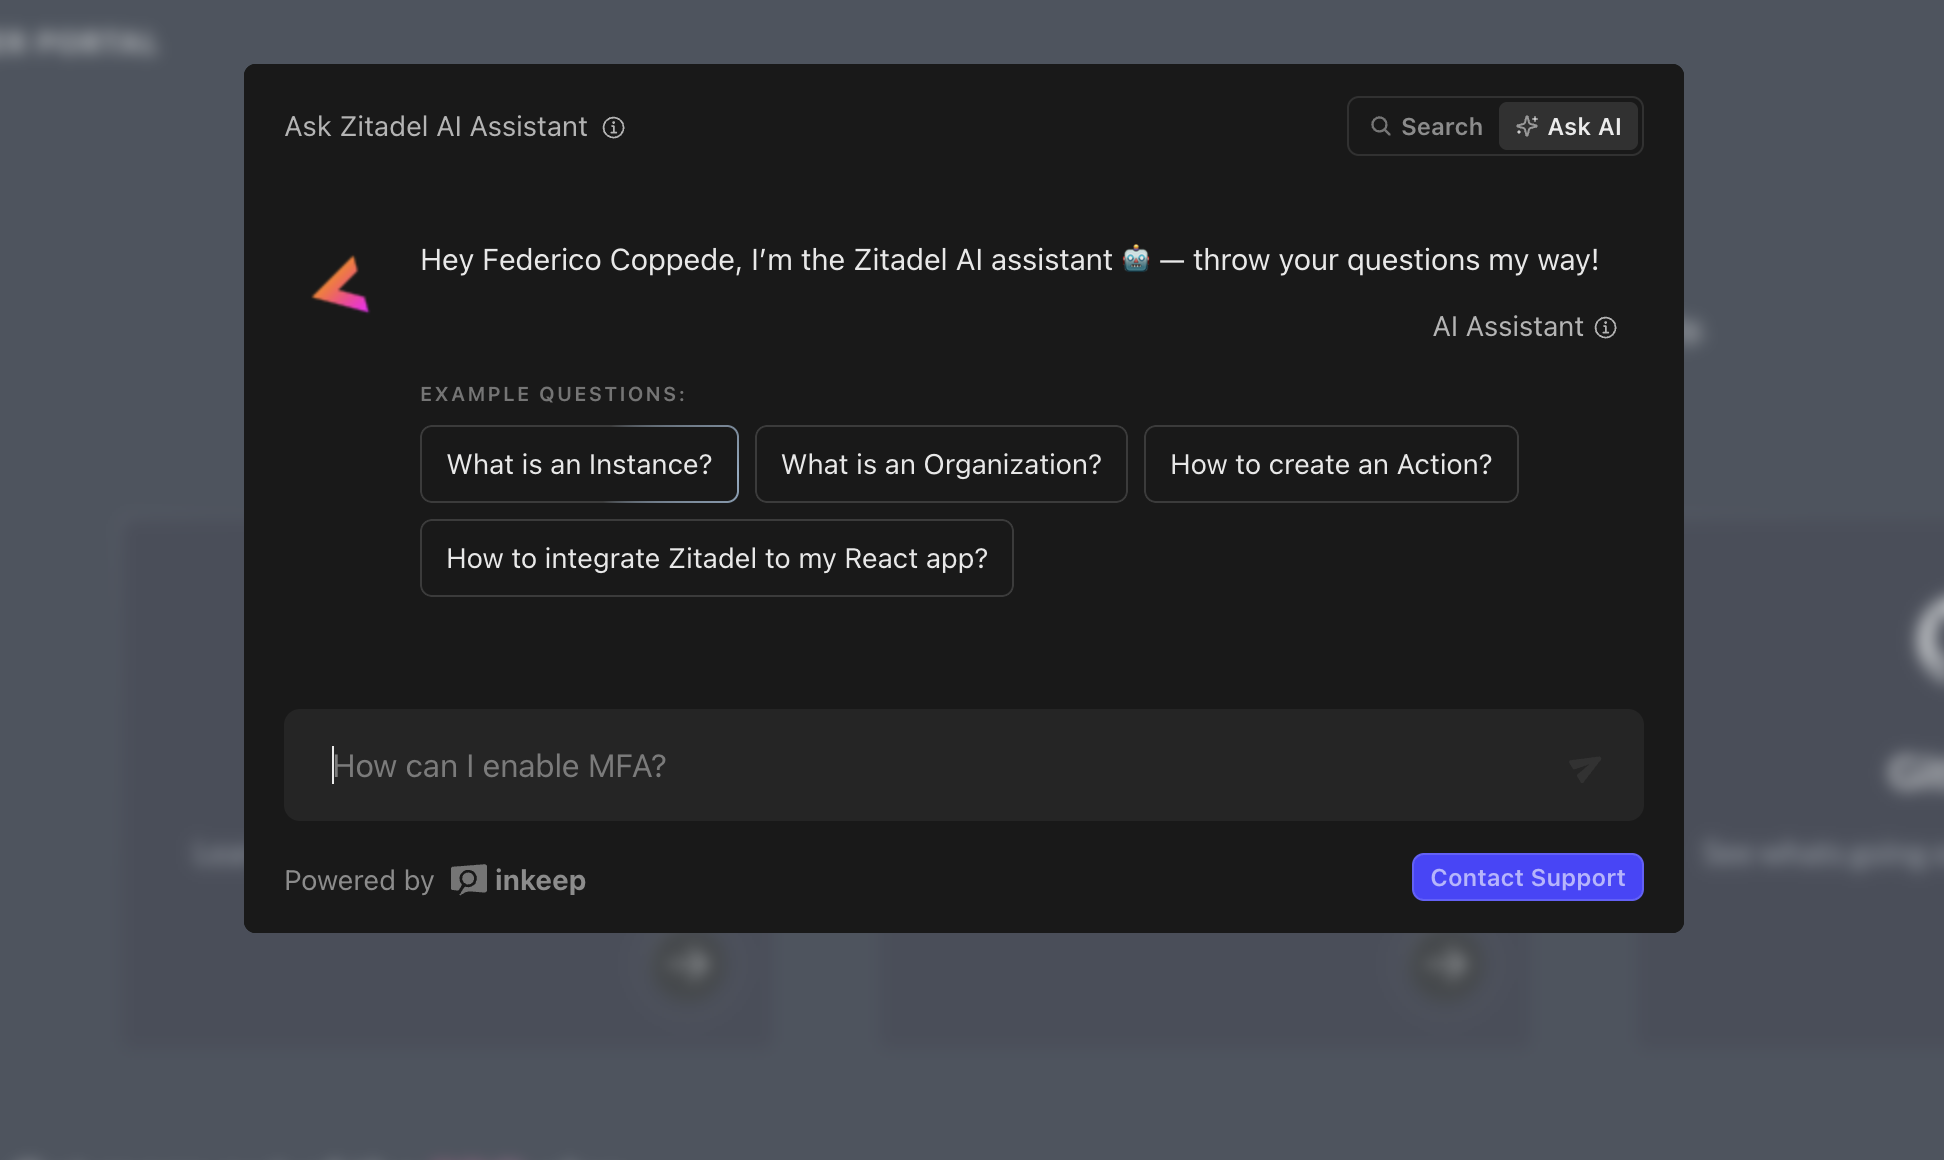 PORTAL
Ask Zitadel AI Assistant
Search
Ask AI
Hey Federico Coppede, I’m the Zitadel AI assistant 🤖 — throw your questions my way!
AI Assistant
EXAMPLE QUESTIONS:
What is an Instance?
What is an Organization?
How to create an Action?
How to integrate Zitadel to my React app?
How can I enable MFA?
Powered by inkeep
Contact Support